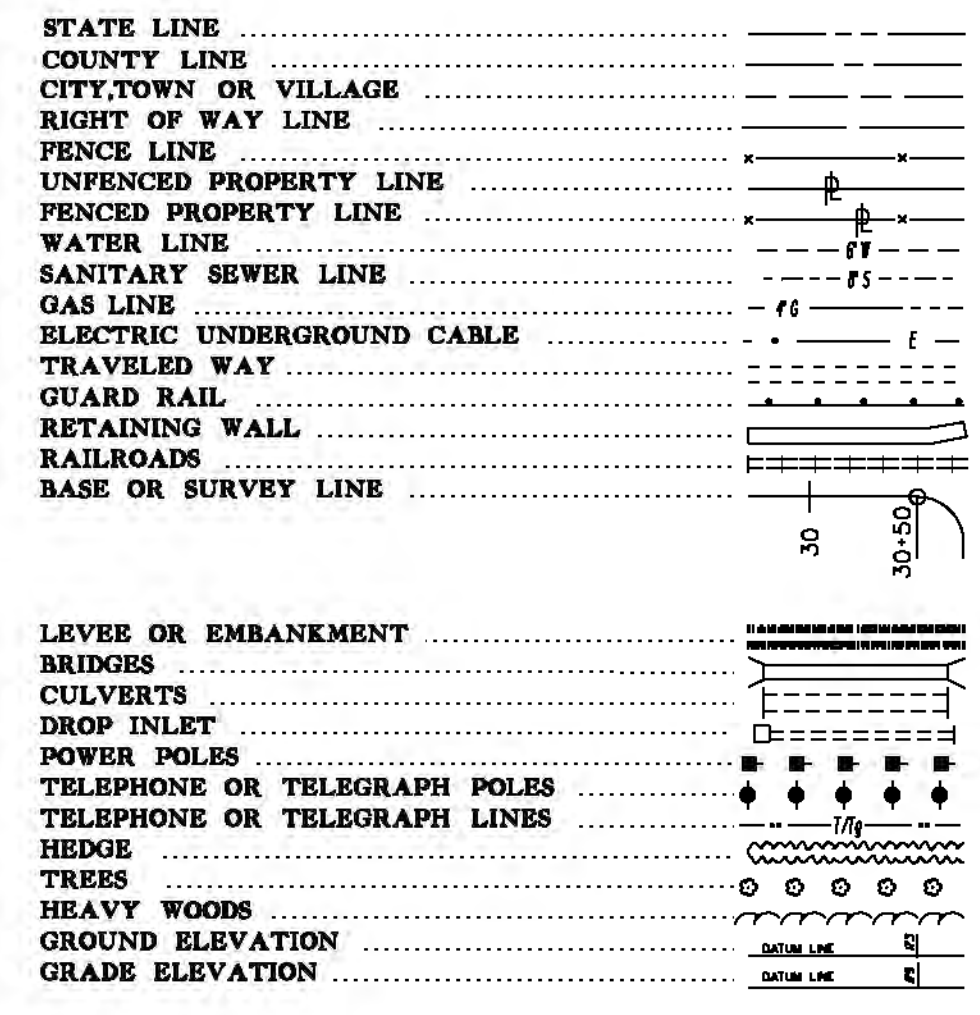 STATE LINE
COUNTY LINE
CITY,TOWN OR VILLAGE
RIGHT OF WAY LINE
FENCE LINE
UNFENCED PROPERTY LINE
FENCED PROPERTY LINE
WATER LINE 6" W
SANITARY SEWER LINE 8" S
GAS LINE 4" G
ELECTRIC UNDERGROUND CABLE E
TRAVELED WAY
GUARD RAIL
RETAINING WALL
RAILROADS
BASE OR SURVEY LINE
30 30+50
LEVEE OR EMBANKMENT
BRIDGES
CULVERTS
DROP INLET
POWER POLES
TELEPHONE OR TELEGRAPH POLES
TELEPHONE OR TELEGRAPH LINES T/Tg
HEDGE
TREES
HEAVY WOODS
GROUND ELEVATION DATUM LINE
GRADE ELEVATION DATUM LINE